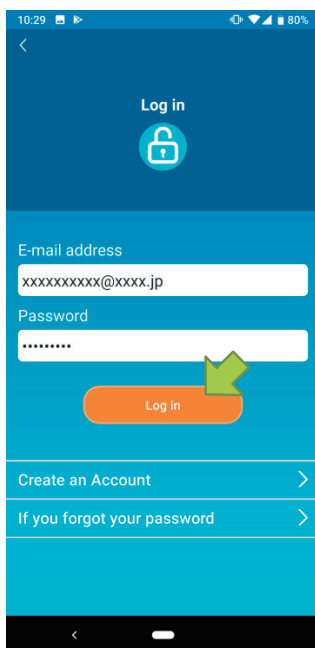 10:29 80%
Log in
E-mail address
xxxxxxxxxx@xxxx.jp
Password
•••••••••
Log in
Create an Account
If you forgot your password